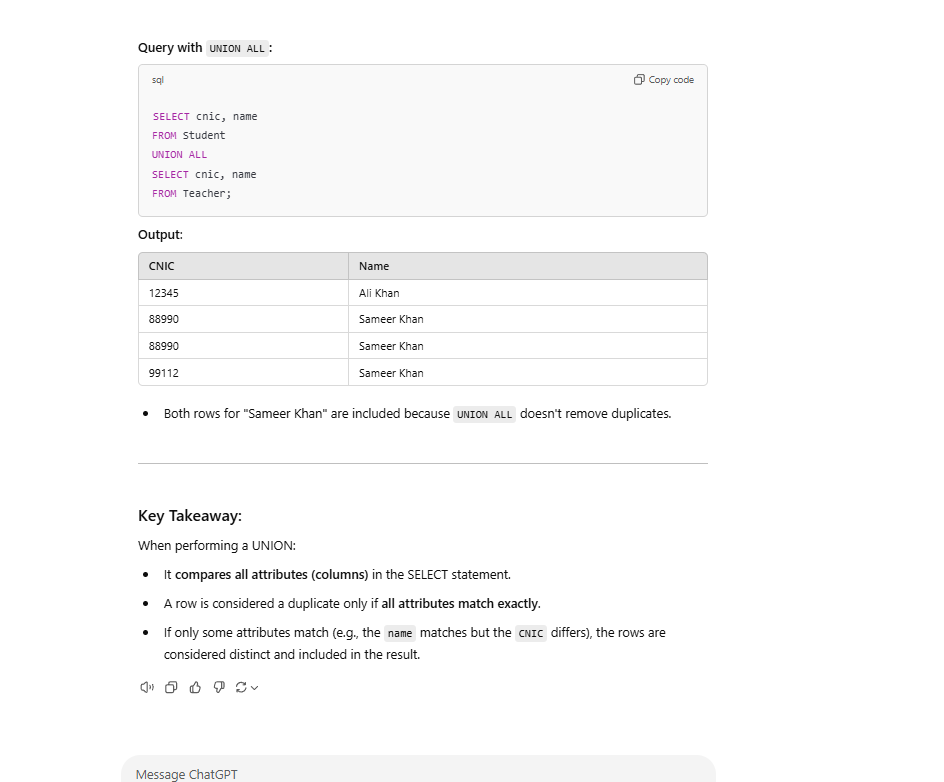 Query with UNION ALL:
sql
Copy code
SELECT cnic, name
FROM Student
UNION ALL
SELECT cnic, name
FROM Teacher;
Output:
CNIC Name
12345 Ali Khan
88990 Sameer Khan
88990 Sameer Khan
99112 Sameer Khan
• Both rows for "Sameer Khan" are included because UNION ALL doesn't remove duplicates.
Key Takeaway:
When performing a UNION:
• It compares all attributes (columns) in the SELECT statement.
• A row is considered a duplicate only if all attributes match exactly.
• If only some attributes match (e.g., the name matches but the CNIC differs), the rows are
considered distinct and included in the result.
Message ChatGPT